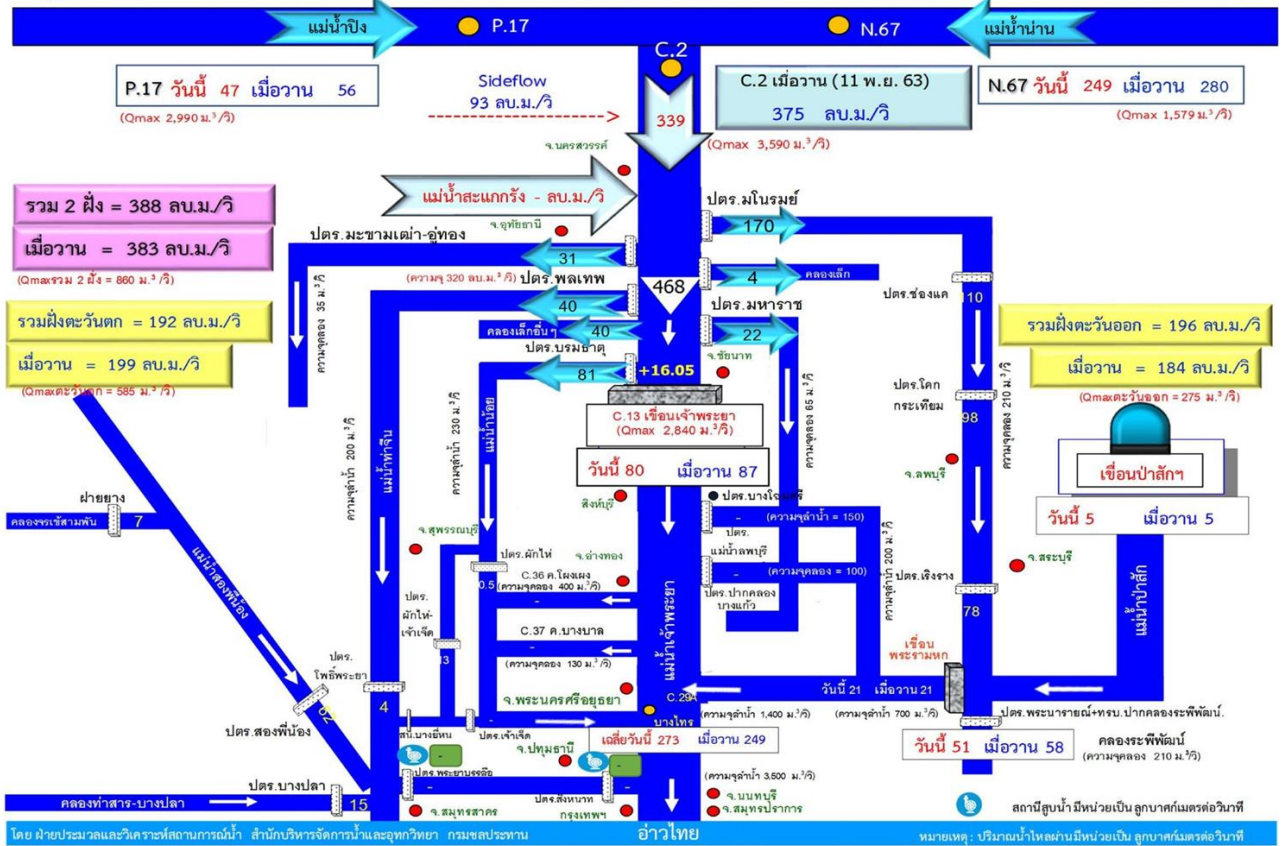 แม่น้ำปิง
P.17
N.67
แม่น้ำน่าน
C.2
P.17 วันนี้ 47 เมื่อวาน 56
(Qmax 2,990 ม.³/วิ)
Sideflow
93 ลบ.ม./วิ
339
C.2 เมื่อวาน (11 พ.ย. 63)
375 ลบ.ม./วิ
(Qmax 3,590 ม.³/วิ)
N.67 วันนี้ 249 เมื่อวาน 280
(Qmax 1,579 ม.³/วิ)
จ.นครสวรรค์
แม่น้ำสะแกกรัง - ลบ.ม./วิ
จ.อุทัยธานี
รวม 2 ฝั่ง = 388 ลบ.ม./วิ
เมื่อวาน = 383 ลบ.ม./วิ
(Qmaxรวม 2 ฝั่ง = 860 ม.³/วิ)
รวมฝั่งตะวันตก = 192 ลบ.ม./วิ
เมื่อวาน = 199 ลบ.ม./วิ
(Qmaxตะวันตก = 585 ม.³/วิ)
ปตร.มะขามเฒ่า-อู่ทอง
31
(ความจุ 320 ลบ.ม.³/วิ)
ปตร.พลเทพ
40
คลองเล็กอื่นๆ
40
ปตร.บรมธาตุ
81
468
+16.05
ปตร.มโนรมย์
170
4
คลองเล็ก
ปตร.มหาราช
22
จ.ชัยนาท
ปตร.ช่องแค
110
รวมฝั่งตะวันออก = 196 ลบ.ม./วิ
เมื่อวาน = 184 ลบ.ม./วิ
(Qmaxตะวันออก = 275 ม.³/วิ)
ความจุคลอง 35 ม.³/วิ
ความจุลำน้ำ 200 ม.³/วิ
แม่น้ำท่าจีน
ความจุลำน้ำ 230 ม.³/วิ
แม่น้ำน้อย
ความจุคลอง 65 ม.³/วิ
ความจุคลอง 210 ม.³/วิ
C.13 เขื่อนเจ้าพระยา
(Qmax 2,840 ม.³/วิ)
วันนี้ 80 เมื่อวาน 87
ปตร.โคก
กระเทียม
98
จ.ลพบุรี
เขื่อนป่าสักฯ
วันนี้ 5 เมื่อวาน 5
ฝายยาง
คลองจรเข้สามพัน
7
แม่น้ำสองพี่น้อง
จ.สุพรรณบุรี
สิงห์บุรี
ปตร.บางโฉมศรี
-
(ความจุลำน้ำ = 150)
ปตร.
แม่น้ำลพบุรี
-
(ความจุคลอง = 100)
ปตร.ปากคลอง
บางแก้ว
ความจุลำน้ำ 200 ม.³/วิ
ปตร.ผักไห่
0.5
จ.อ่างทอง
C.36 ค.โผงเผง
(ความจุคลอง 400 ม.³/วิ)
-
C.37 ค.บางบาล
-
(ความจุคลอง 130 ม.³/วิ)
แม่น้ำเจ้าพระยา
ปตร.เริงราง
78
จ.สระบุรี
แม่น้ำป่าสัก
ปตร.
ผักไห่-
เจ้าเจ็ด
ปตร.
โพธิ์พระยา
4
เขื่อน
พระรามหก
จ.พระนครศรีอยุธยา
C.29A
วันนี้ 21 เมื่อวาน 21
บางไทร
(ความจุลำน้ำ 1,400 ม.³/วิ)
(ความจุลำน้ำ 700 ม.³/วิ)
ปตร.พระนารายณ์+ทรบ.ปากคลองระพีพัฒน์.
62
ปตร.สองพี่น้อง
สน.บางยี่หน
ปตร.เจ้าเจ็ด
-
เฉลี่ยวันนี้ 273 เมื่อวาน 249
วันนี้ 51 เมื่อวาน 58
คลองระพีพัฒน์
(ความจุคลอง 210 ม.³/วิ)
-
จ.ปทุมธานี
-
ปตร.บางปลา
ปตร.พระยาบรรลือ
-
-
(ความจุลำน้ำ 3,500 ม.³/วิ)
คลองท่าสาร-บางปลา
15
จ.สมุทรสาคร
ปตร.สิงหนาท
กรุงเทพฯ
จ.นนทบุรี
จ.สมุทรปราการ
สถานีสูบน้ำ มีหน่วยเป็น ลูกบาศก์เมตรต่อวินาที
โดย ฝ่ายประมวลและวิเคราะห์สถานการณ์น้ำ สำนักบริหารจัดการน้ำและอุทกวิทยา กรมชลประทาน
อ่าวไทย
หมายเหตุ : ปริมาณน้ำไหลผ่านมีหน่วยเป็น ลูกบาศก์เมตรต่อวินาที